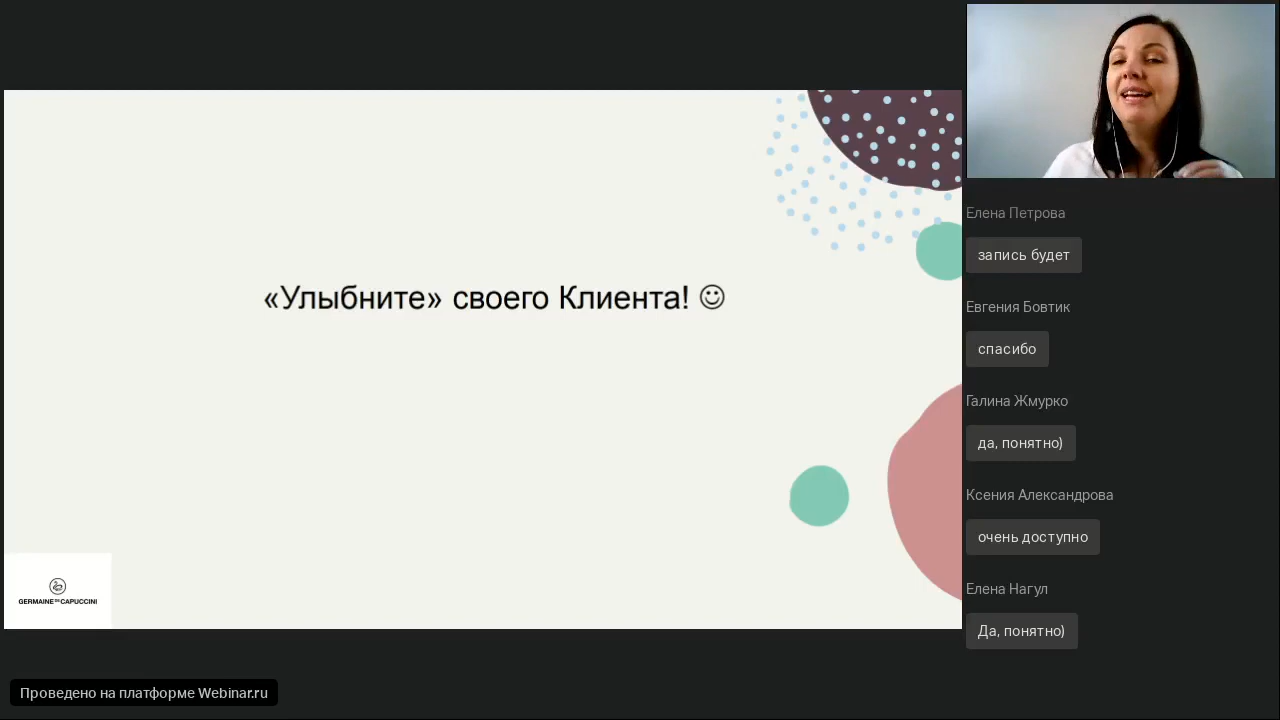 «Улыбните» своего Клиента! ☺
GERMAINE DE CAPUCCINI
Проведено на платформе Webinar.ru
Елена Петрова
запись будет
Евгения Бовтик
спасибо
Галина Жмурко
да, понятно)
Ксения Александрова
очень доступно
Елена Нагул
Да, понятно)